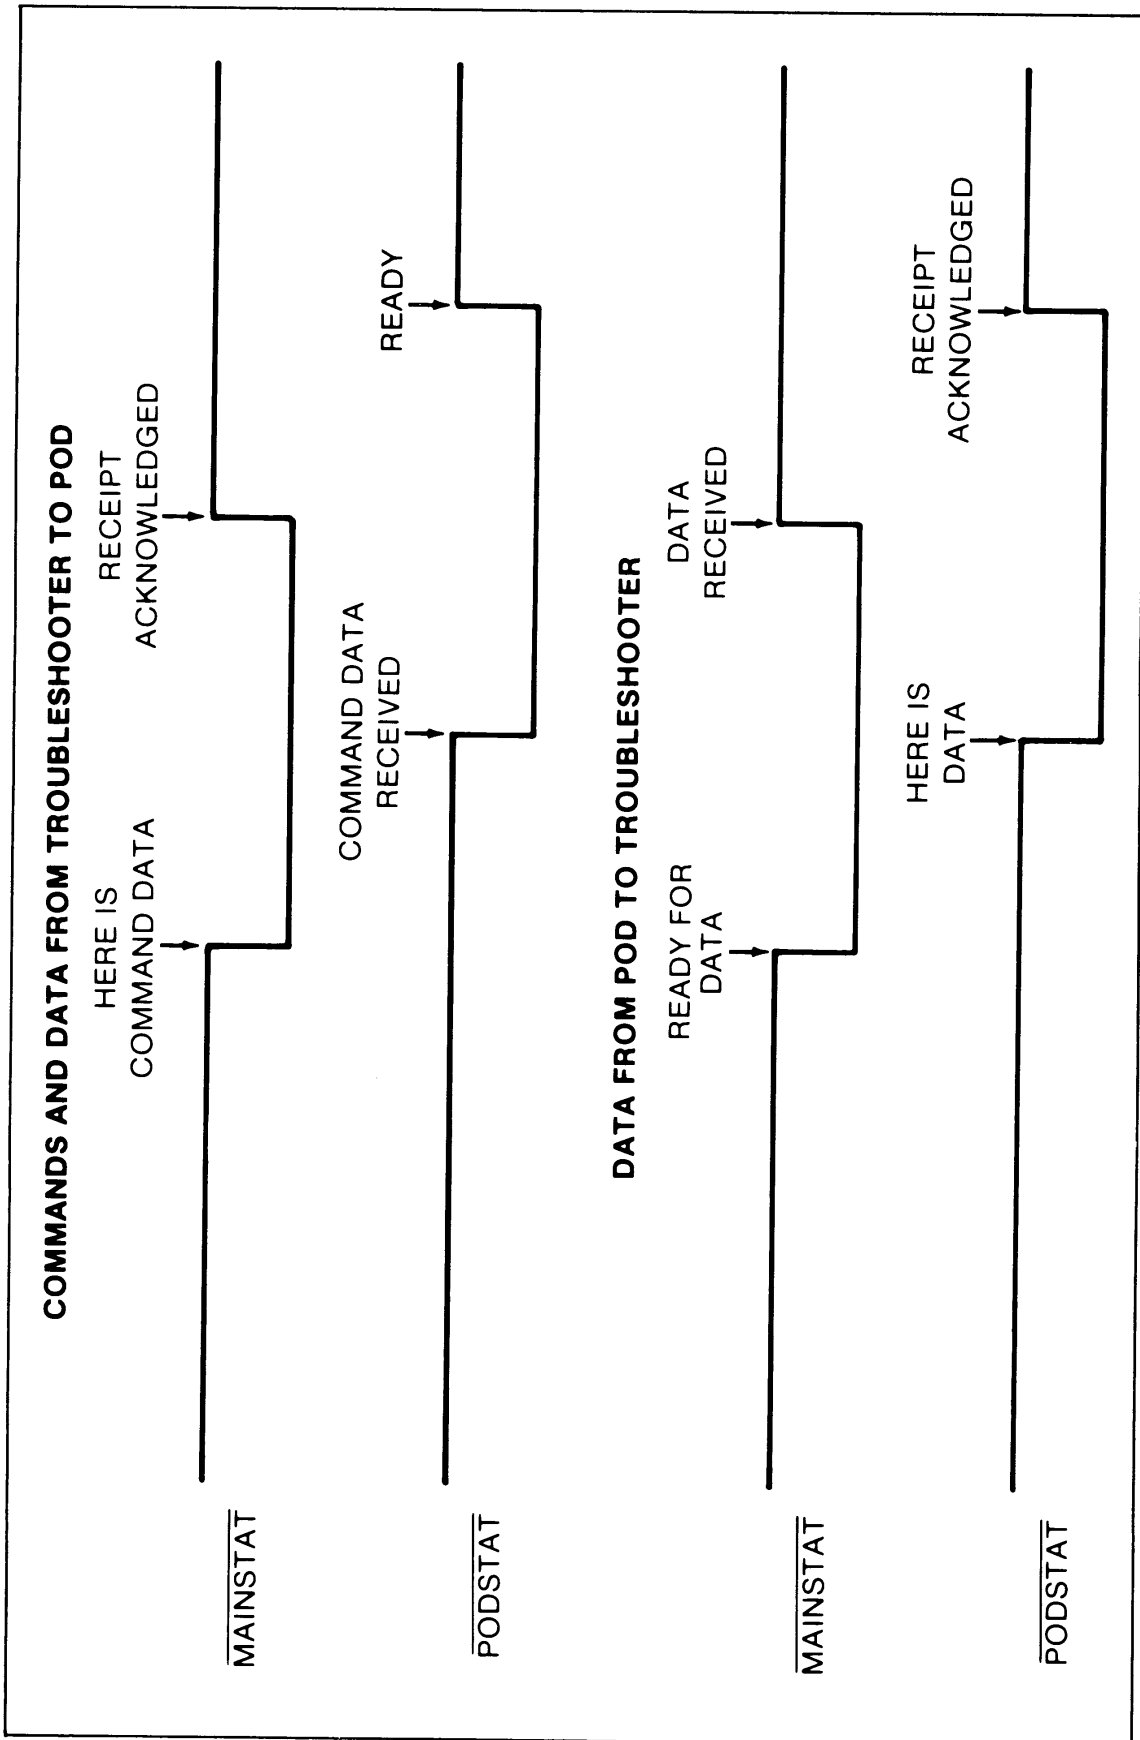 COMMANDS AND DATA FROM TROUBLESHOOTER TO POD
HERE IS
COMMAND DATA
RECEIPT
ACKNOWLEDGED
MAINSTAT
COMMAND DATA
RECEIVED
READY
PODSTAT
DATA FROM POD TO TROUBLESHOOTER
READY FOR
DATA
DATA
RECEIVED
MAINSTAT
HERE IS
DATA
RECEIPT
ACKNOWLEDGED
PODSTAT